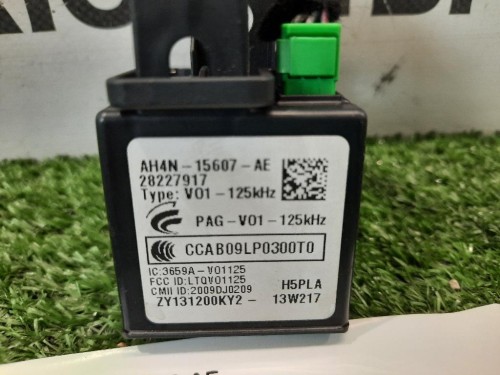 AH4N-15607-AE
28227917
Type: V01-125kHz
PAG-V01-125kHz
CCAB09LP0300T0
IC:3659A-V01125
FCC ID:LTQV01125
CMII ID:2009DJ0209
H5PLA
ZY131200KY2- 13W217